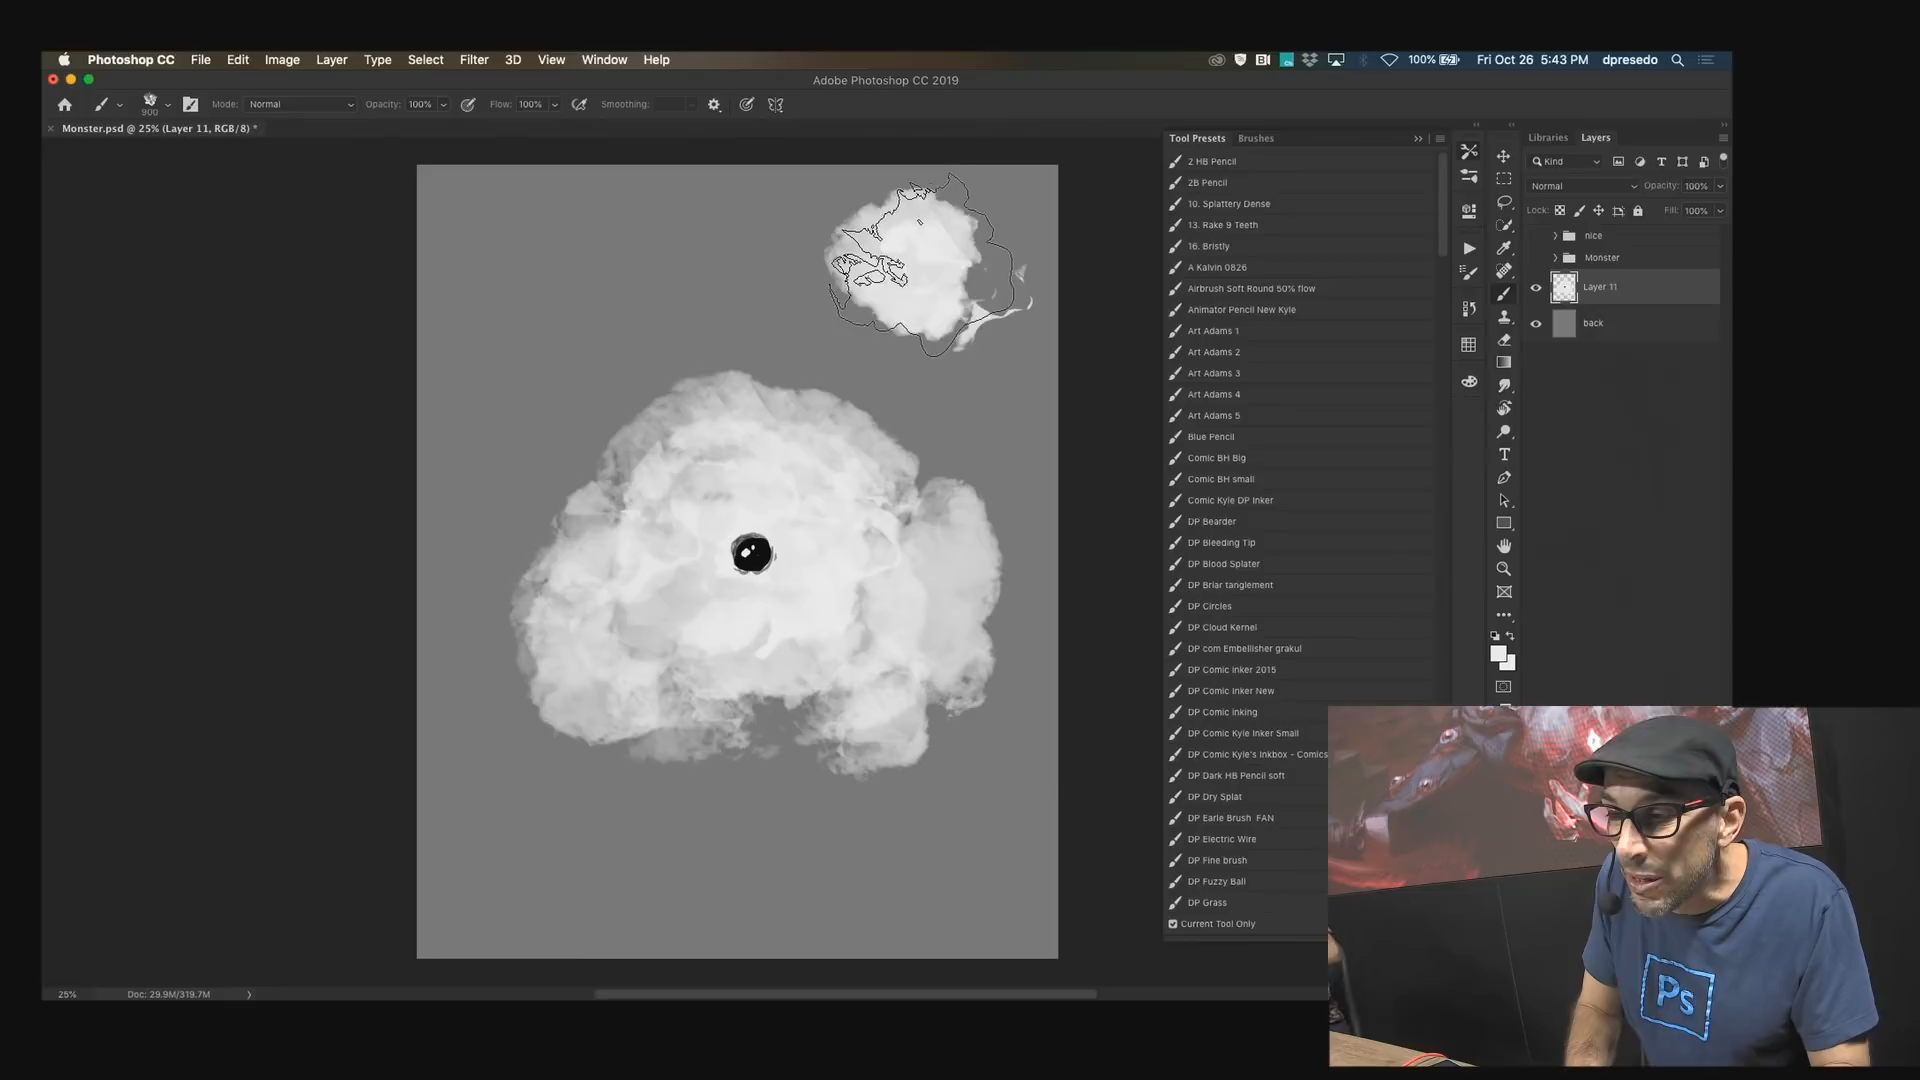 Photoshop CC File Edit Image Layer Type Select Filter 3D View Window Help 100% Fri Oct 26 5:43 PM dpresedo
Adobe Photoshop CC 2019
900 Mode: Normal Opacity: 100% Flow: 100% Smoothing:
Monster.psd @ 25% (Layer 11, RGB/8) *
Tool Presets Brushes
2 HB Pencil
2B Pencil
10. Splattery Dense
13. Rake 9 Teeth
16. Bristly
A Kalvin 0826
Airbrush Soft Round 50% flow
Animator Pencil New Kyle
Art Adams 1
Art Adams 2
Art Adams 3
Art Adams 4
Art Adams 5
Blue Pencil
Comic BH Big
Comic BH small
Comic Kyle DP Inker
DP Bearder
DP Bleeding Tip
DP Blood Splater
DP Briar tanglement
DP Circles
DP Cloud Kernel
DP com Embellisher grakul
DP Comic Inker 2015
DP Comic Inker New
DP Comic inking
DP Comic Kyle Inker Small
DP Comic Kyle's Inkbox - Comics
DP Dark HB Pencil soft
DP Dry Splat
DP Earle Brush FAN
DP Electric Wire
DP Fine brush
DP Fuzzy Ball
DP Grass
Current Tool Only
Libraries Layers
Kind
Normal Opacity: 100%
Lock: Fill: 100%
nice
Monster
Layer 11
back
25% Doc: 29.9M/319.7M
Ps